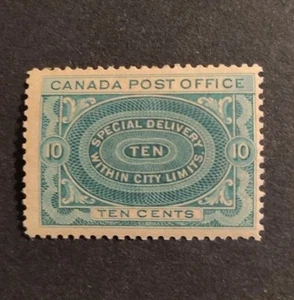 CANADA POST OFFICE
SPECIAL DELIVERY
10 TEN 10
WITHIN CITY LIMITS
TEN CENTS